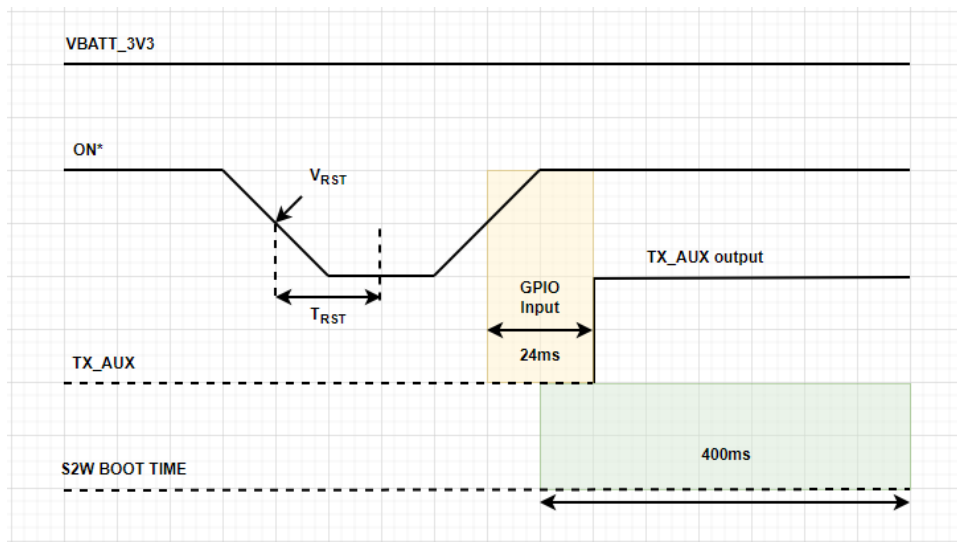 VBATT_3V3
ON*
VRST
TX_AUX output
GPIO
Input
TRST
24ms
TX_AUX
400ms
S2W BOOT TIME